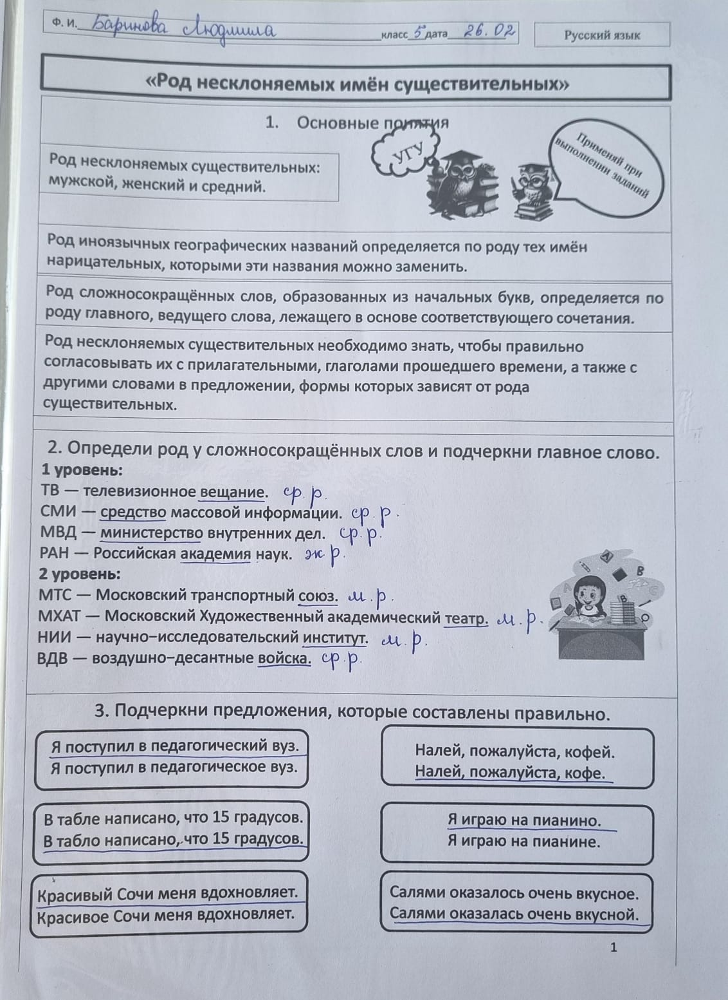 Ф. И. Баринова Людмила класс 5 дата 26.02
Русский язык
«Род несклоняемых имён существительных»
1. Основные понятия
УГУ
Применяй при
выполнении заданий
Род несклоняемых существительных:
мужской, женский и средний.
Род иноязычных географических названий определяется по роду тех имён
нарицательных, которыми эти названия можно заменить.
Род сложносокращённых слов, образованных из начальных букв, определяется по
роду главного, ведущего слова, лежащего в основе соответствующего сочетания.
Род несклоняемых существительных необходимо знать, чтобы правильно
согласовывать их с прилагательными, глаголами прошедшего времени, а также с
другими словами в предложении, формы которых зависят от рода
существительных.
2. Определи род у сложносокращённых слов и подчеркни главное слово.
1 уровень:
ТВ — телевизионное вещание. ср. р.
СМИ — средство массовой информации. ср. р.
МВД — министерство внутренних дел. ср. р.
РАН — Российская академия наук. ж р.
2 уровень:
МТС — Московский транспортный союз. м. р.
МХАТ — Московский Художественный академический театр. м. р.
НИИ — научно-исследовательский институт. м. р.
ВДВ — воздушно-десантные войска. ср. р.
3. Подчеркни предложения, которые составлены правильно.
Я поступил в педагогический вуз.
Я поступил в педагогическое вуз.
Налей, пожалуйста, кофей.
Налей, пожалуйста, кофе.
В табле написано, что 15 градусов.
В табло написано, что 15 градусов.
Я играю на пианино.
Я играю на пианине.
Красивый Сочи меня вдохновляет.
Красивое Сочи меня вдохновляет.
Салями оказалось очень вкусное.
Салями оказалась очень вкусной.
1